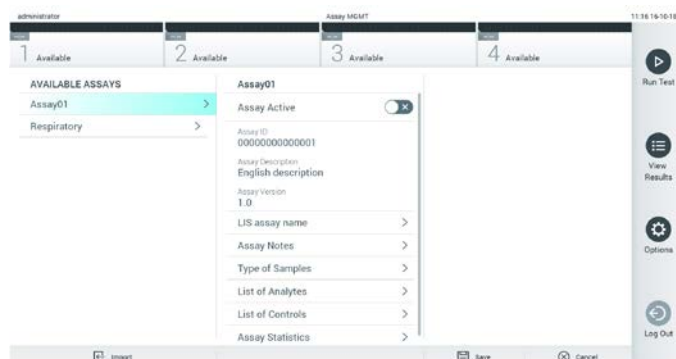 administrator Assay MGMT 11:16 16-10-18
1 Available 2 Available 3 Available 4 Available
Run Test
AVAILABLE ASSAYS
Assay01
Respiratory
Assay01
Assay Active
Assay ID
00000000000001
Assay Description
English description
Assay Version
1.0
LIS assay name
Assay Notes
Type of Samples
List of Analytes
List of Controls
Assay Statistics
View
Results
Options
Log Out
Import Save Cancel